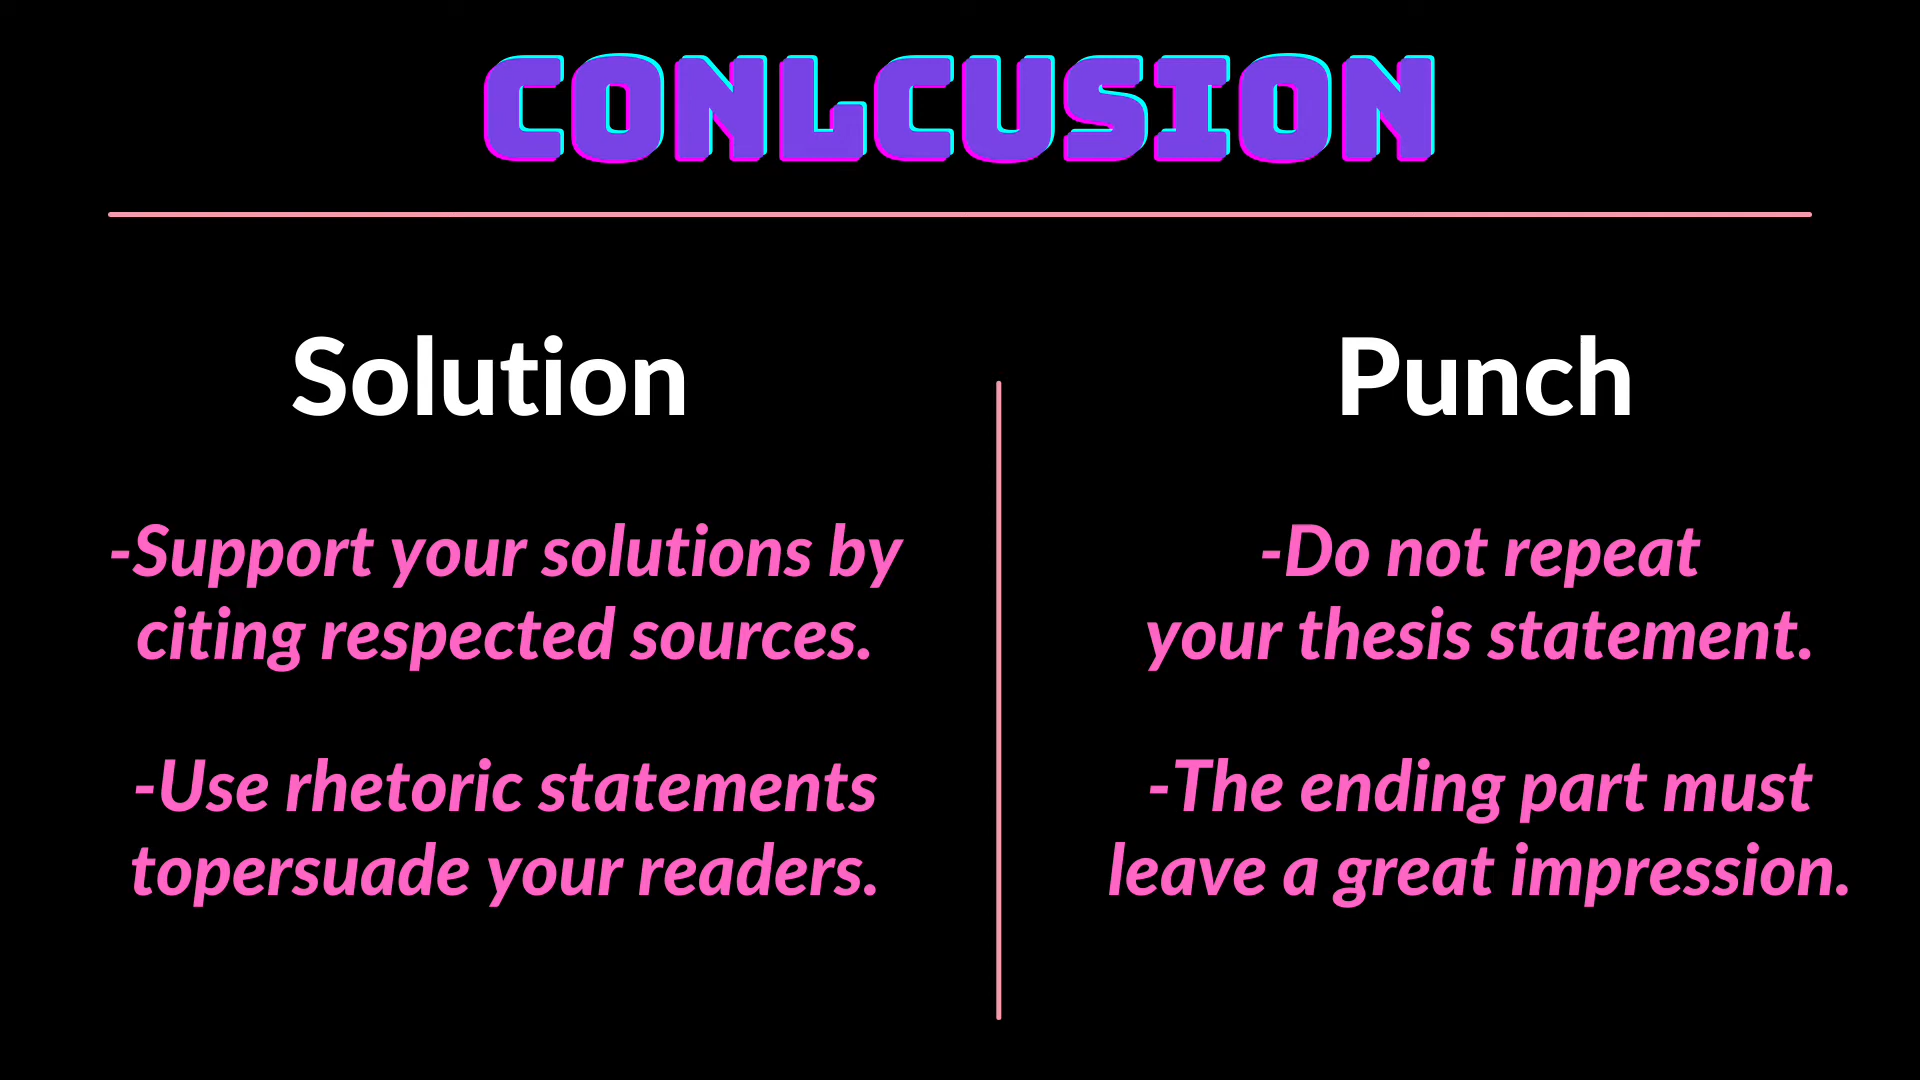 CONLCUSION
Solution
-Support your solutions by
citing respected sources.
-Use rhetoric statements
topersuade your readers.
Punch
-Do not repeat
your thesis statement.
-The ending part must
leave a great impression.